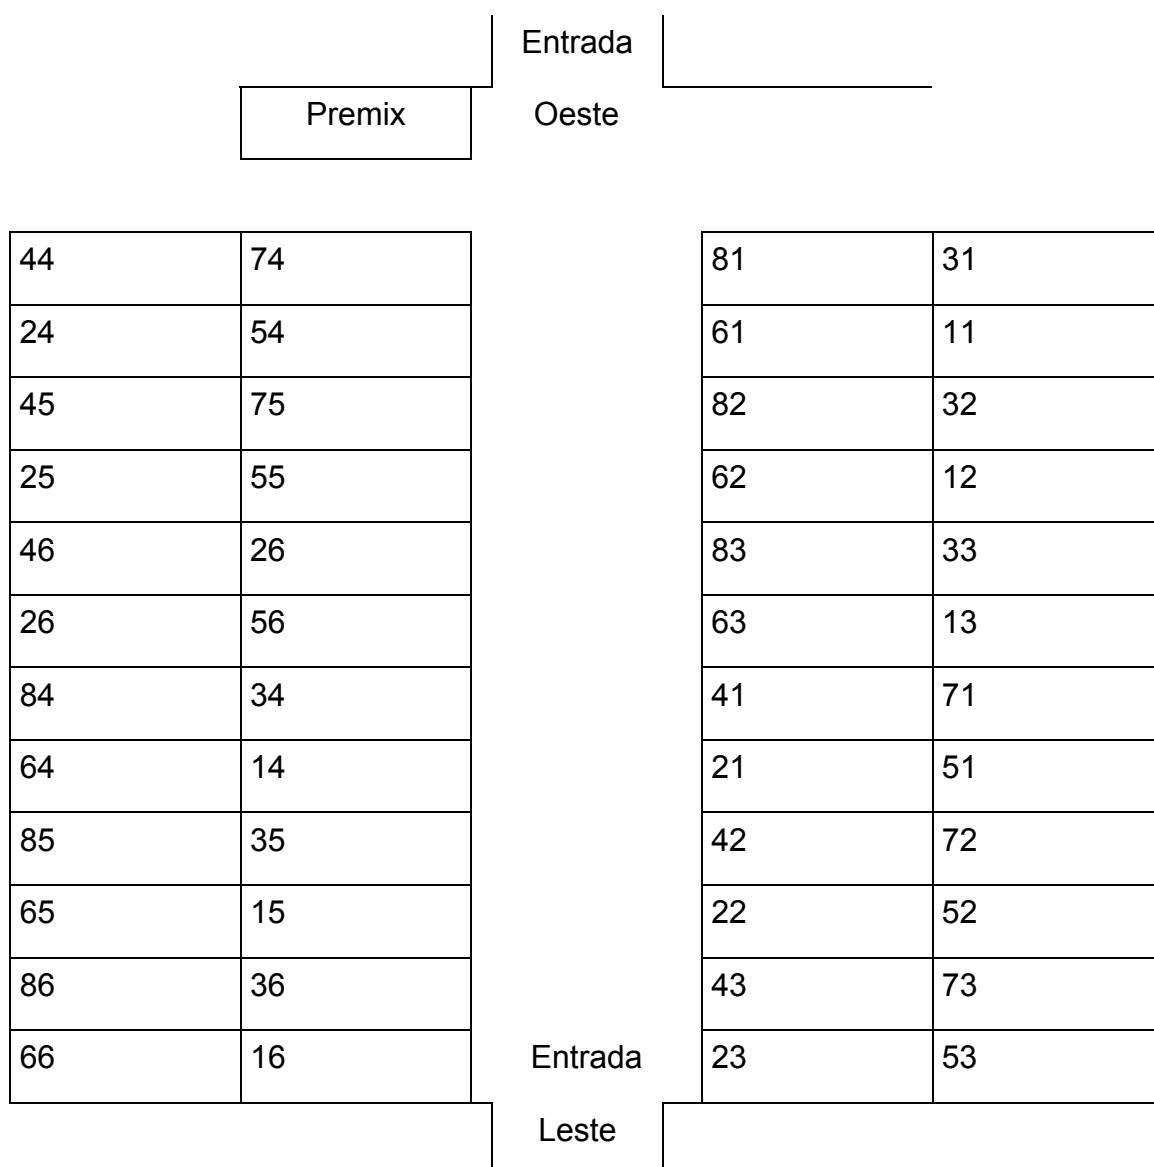 Entrada
Premix Oeste
44 74 81 31
24 54 61 11
45 75 82 32
25 55 62 12
46 26 83 33
26 56 63 13
84 34 41 71
64 14 21 51
85 35 42 72
65 15 22 52
86 36 43 73
66 16 Entrada 23 53
Leste